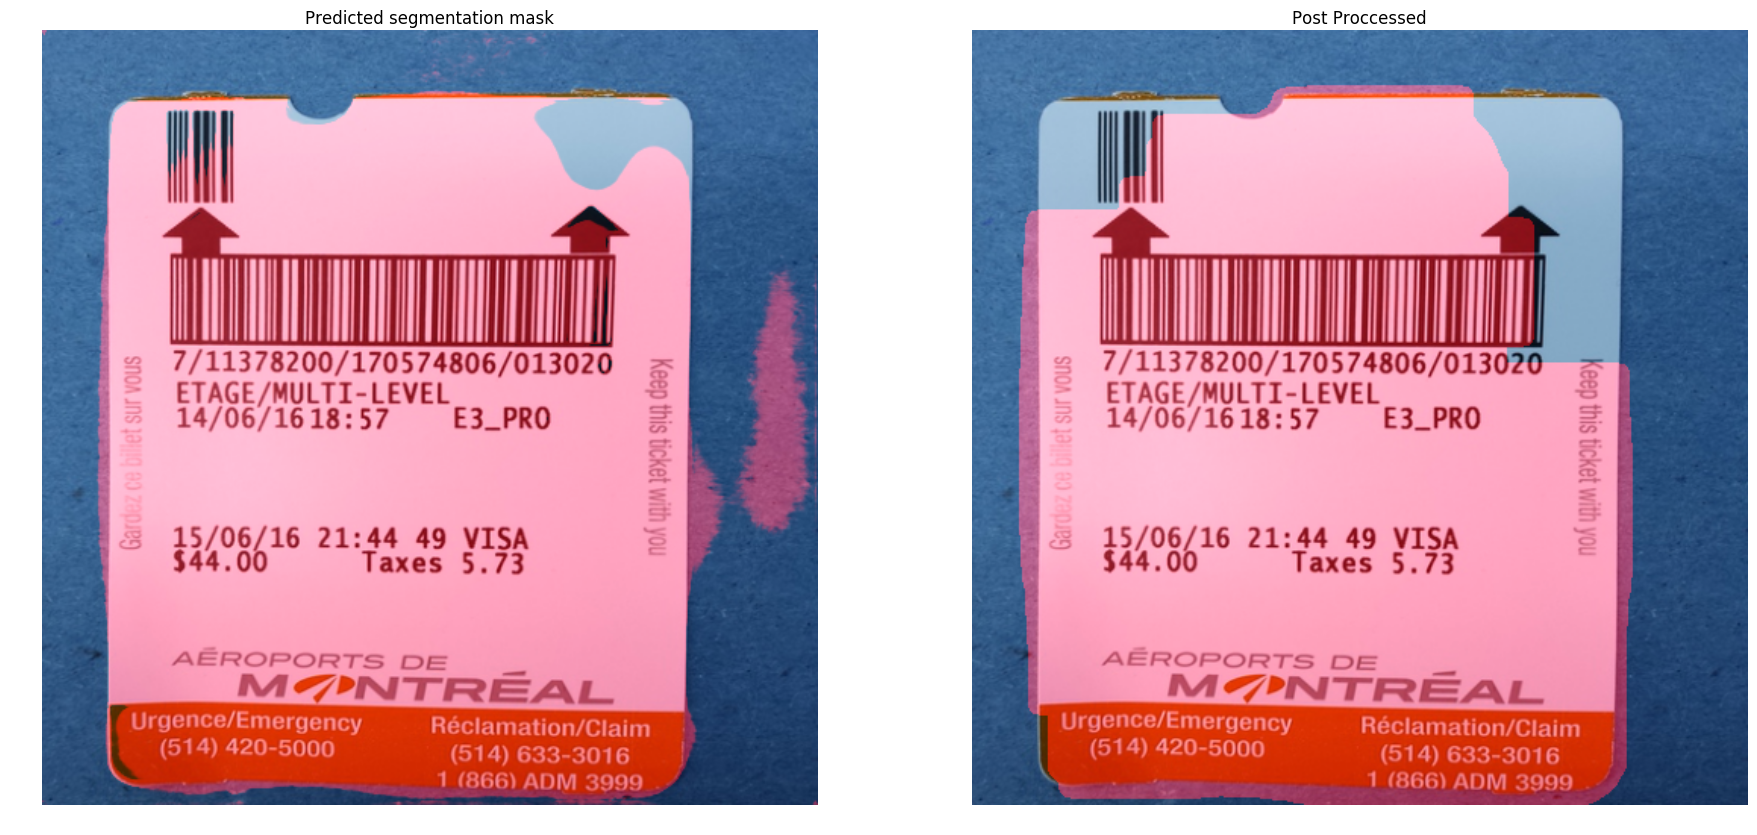 Predicted segmentation mask
7/11378200/170574806/013020
ETAGE/MULTI-LEVEL
14/06/16 18:57 E3_PRO
Gardez ce billet sur vous
Keep this ticket with you
15/06/16 21:44 49 VISA
$44.00 Taxes 5.73
AÉROPORTS DE
MONTRÉAL
Urgence/Emergency
(514) 420-5000
Réclamation/Claim
(514) 633-3016
1 (866) ADM 3999
Post Proccessed
7/11378200/170574806/013020
ETAGE/MULTI-LEVEL
14/06/16 18:57 E3_PRO
Gardez ce billet sur vous
Keep this ticket with you
15/06/16 21:44 49 VISA
$44.00 Taxes 5.73
AÉROPORTS DE
MONTRÉAL
Urgence/Emergency
(514) 420-5000
Réclamation/Claim
(514) 633-3016
1 (866) ADM 3999